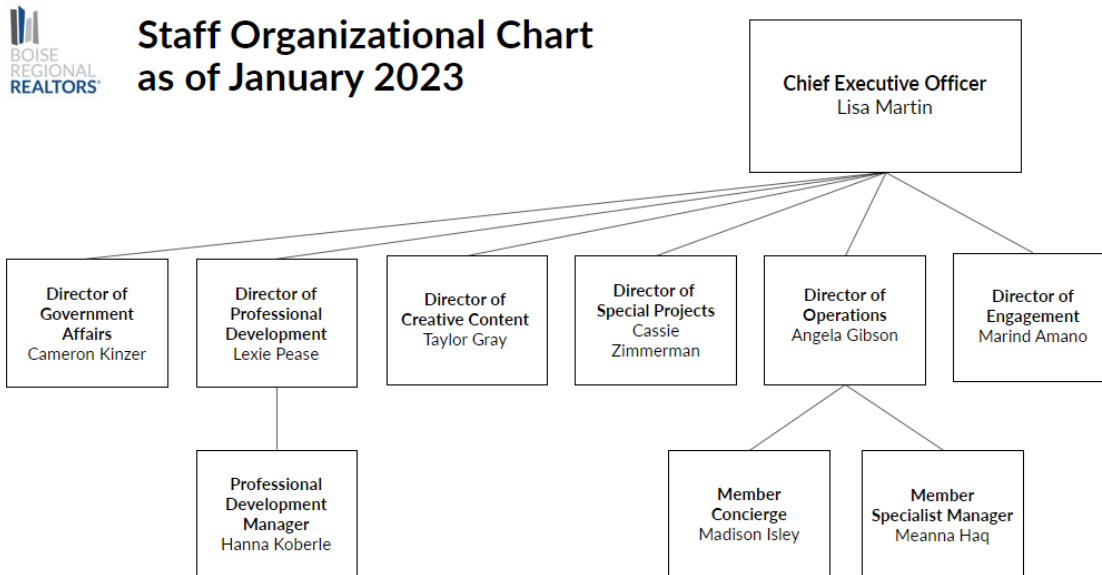 BOISE
REGIONAL
REALTORS®
Staff Organizational Chart
as of January 2023
Chief Executive Officer
Lisa Martin
Director of
Government
Affairs
Cameron Kinzer
Director of
Professional
Development
Lexie Pease
Director of
Creative Content
Taylor Gray
Director of
Special Projects
Cassie
Zimmerman
Director of
Operations
Angela Gibson
Director of
Engagement
Marind Amano
Professional
Development
Manager
Hanna Koberle
Member
Concierge
Madison Isley
Member
Specialist Manager
Meanna Haq